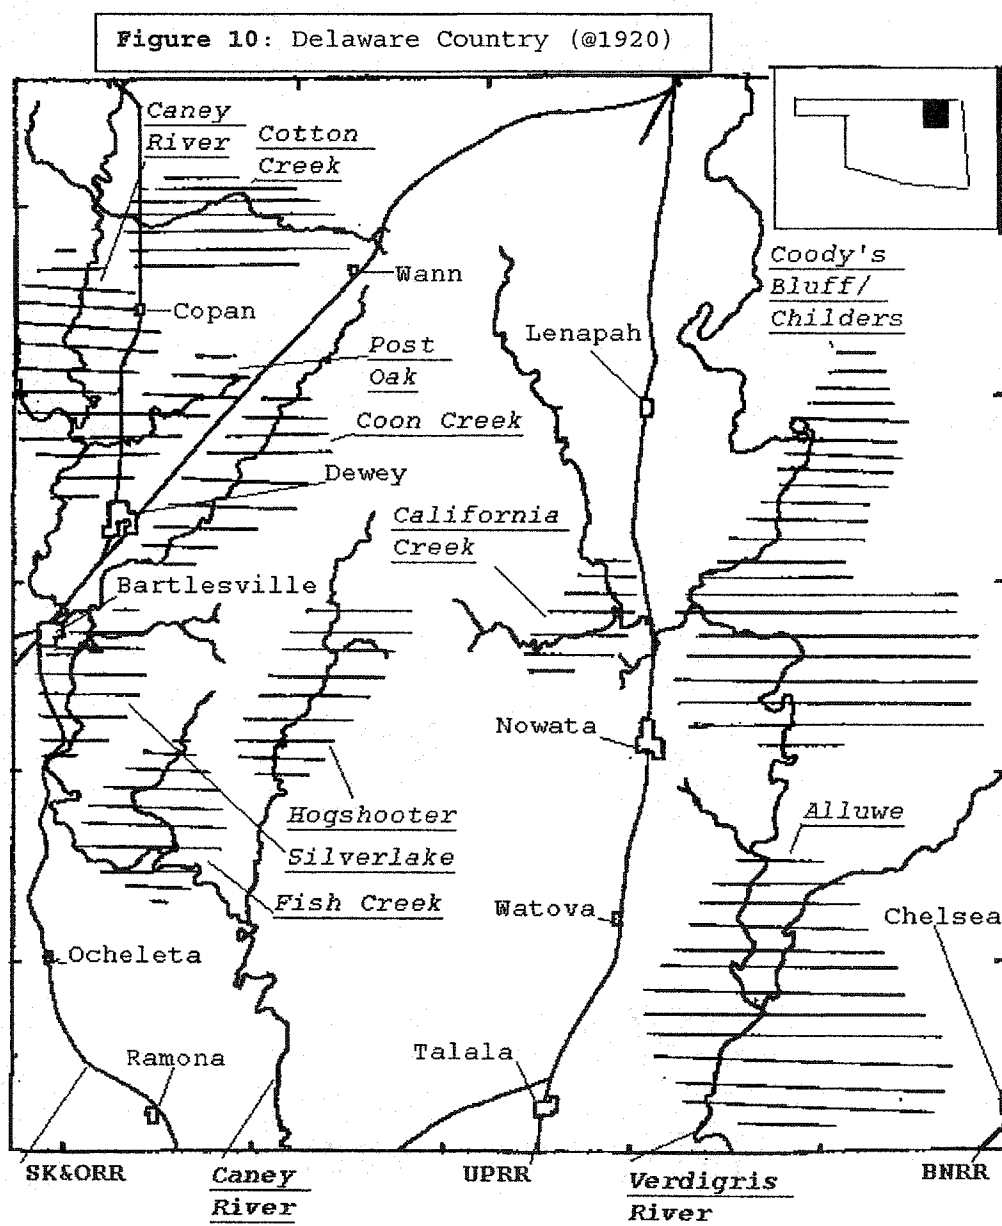 Figure 10: Delaware Country (@1920)
Caney
River
Cotton
Creek
Coody's
Bluff/
Childers
Wann
Copan
Lenapah
Post
Oak
Coon Creek
Dewey
California
Creek
Bartlesville
Nowata
Hogshooter
Alluwe
Silverlake
Fish Creek
Watova
Chelsea
Ocheleta
Ramona
Talala
SK&ORR
Caney
River
UPRR
Verdigris
River
BNRR